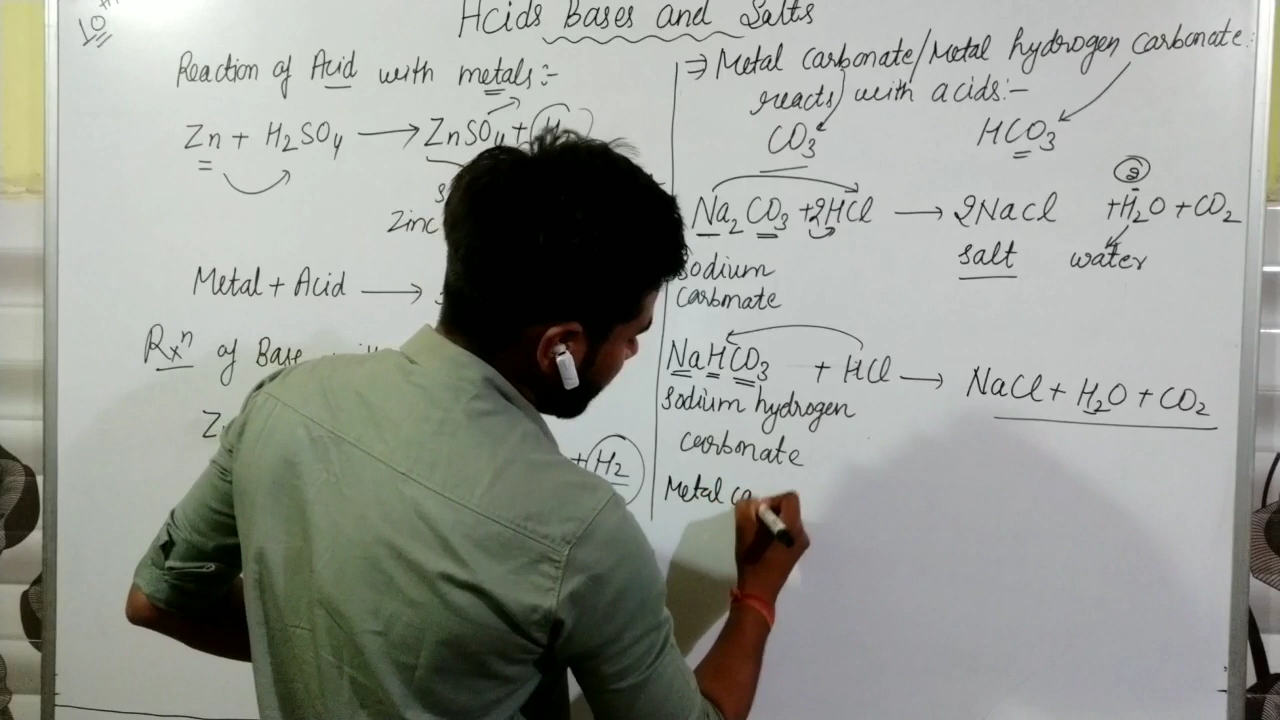 10th
Acids Bases and Salts
Reaction of Acid with metals:-
Zn + H2SO4 → ZnSO4 + H
Zinc
Metal + Acid →
Rxn of Base
Z
+ H2
⇒ Metal carbonate/Metal hydrogen carbonate
reacts with acids:-
CO3 HCO3
2
Na2CO3 + 2HCl → 2NaCl + H2O + CO2
salt water
Sodium
Carbonate
NaHCO3 + HCl → NaCl + H2O + CO2
Sodium hydrogen
carbonate
Metal ca